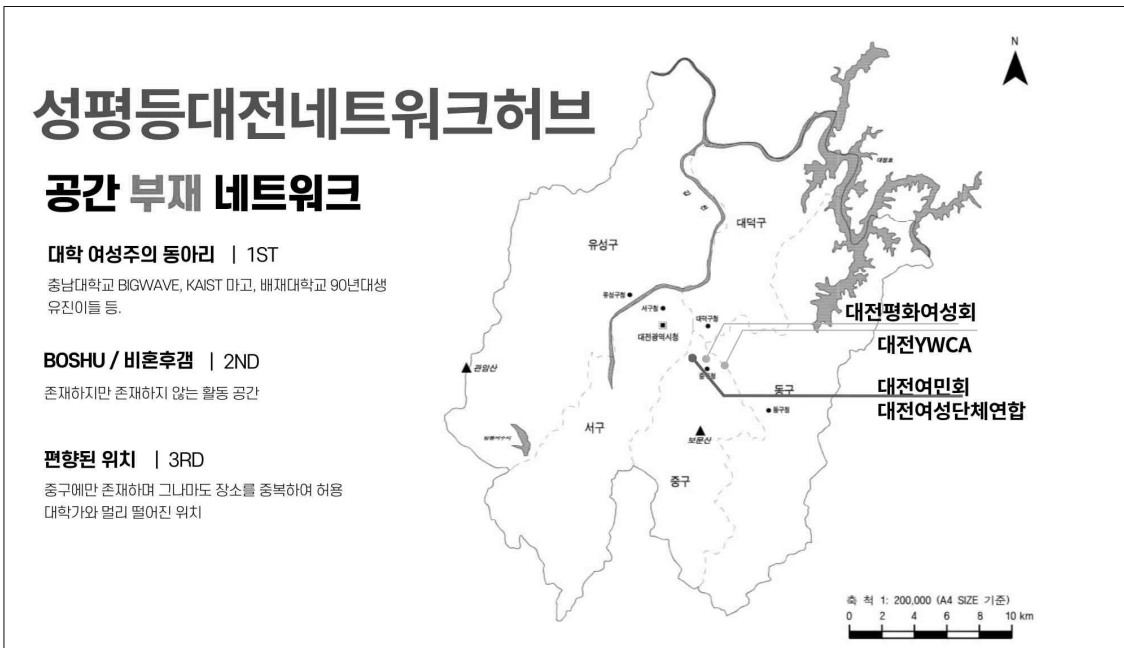 성평등대전네트워크허브
공간 부재 네트워크
대학 여성주의 동아리 | 1ST
충남대학교 BIGWAVE, KAIST 마고, 배재대학교 90년대생
유진이들 등.
BOSHU / 비혼후갬 | 2ND
존재하지만 존재하지 않는 활동 공간
편향된 위치 | 3RD
중구에만 존재하며 그나마도 장소를 중복하여 허용
대학가와 멀리 떨어진 위치
N
대청호
대덕구
유성구
유성구청
서구청
대덕구청
대전광역시청
대전평화여성회
대전YWCA
중구청
관암산
동구
대전여민회
대전여성단체연합
동구청
서구
보문산
중구
축 척 1: 200,000 (A4 SIZE 기준)
0 2 4 6 8 10 km